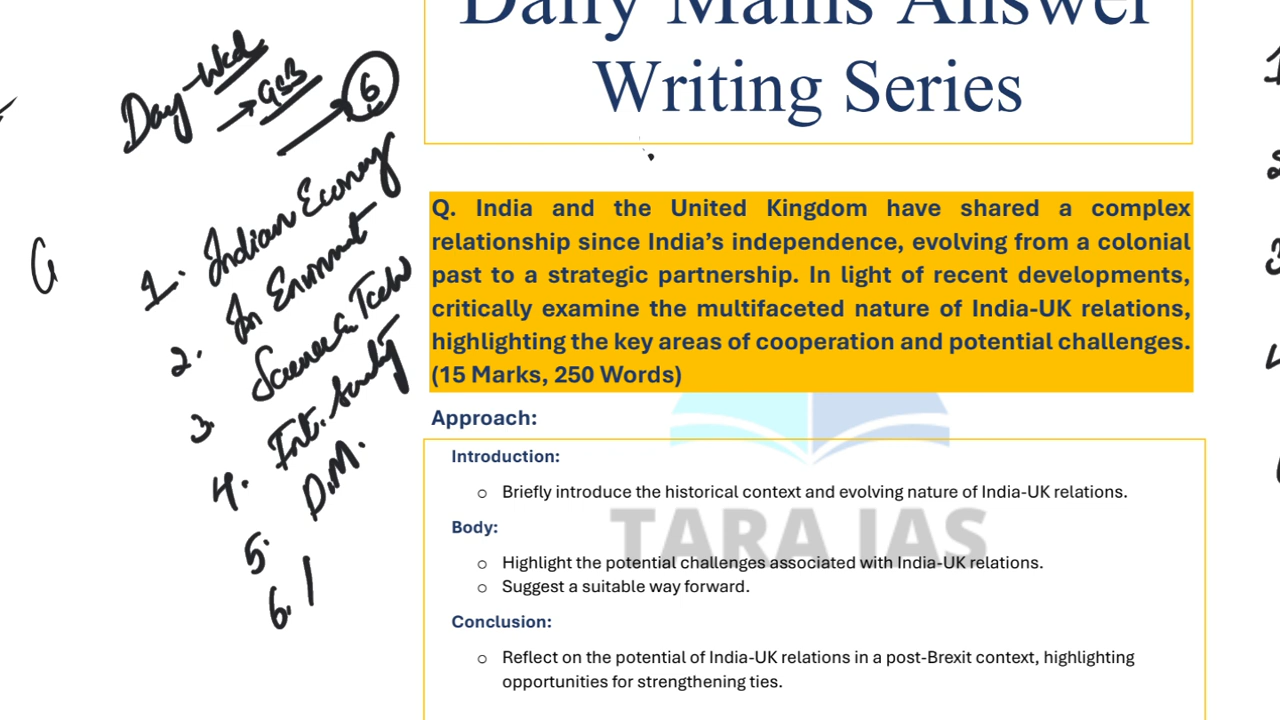 Daily Mains Answer
Writing Series
Day-Wed
→ GS3
→ 6
1. Indian Economy
2. In Enviromnt
3. Science & Tech
4. Int. Security
5. D.M.
6.
Q. India and the United Kingdom have shared a complex
relationship since India's independence, evolving from a colonial
past to a strategic partnership. In light of recent developments,
critically examine the multifaceted nature of India-UK relations,
highlighting the key areas of cooperation and potential challenges.
(15 Marks, 250 Words)
Approach:
Introduction:
○ Briefly introduce the historical context and evolving nature of India-UK relations.
Body:
○ Highlight the potential challenges associated with India-UK relations.
○ Suggest a suitable way forward.
Conclusion:
○ Reflect on the potential of India-UK relations in a post-Brexit context, highlighting
opportunities for strengthening ties.
TARA IAS